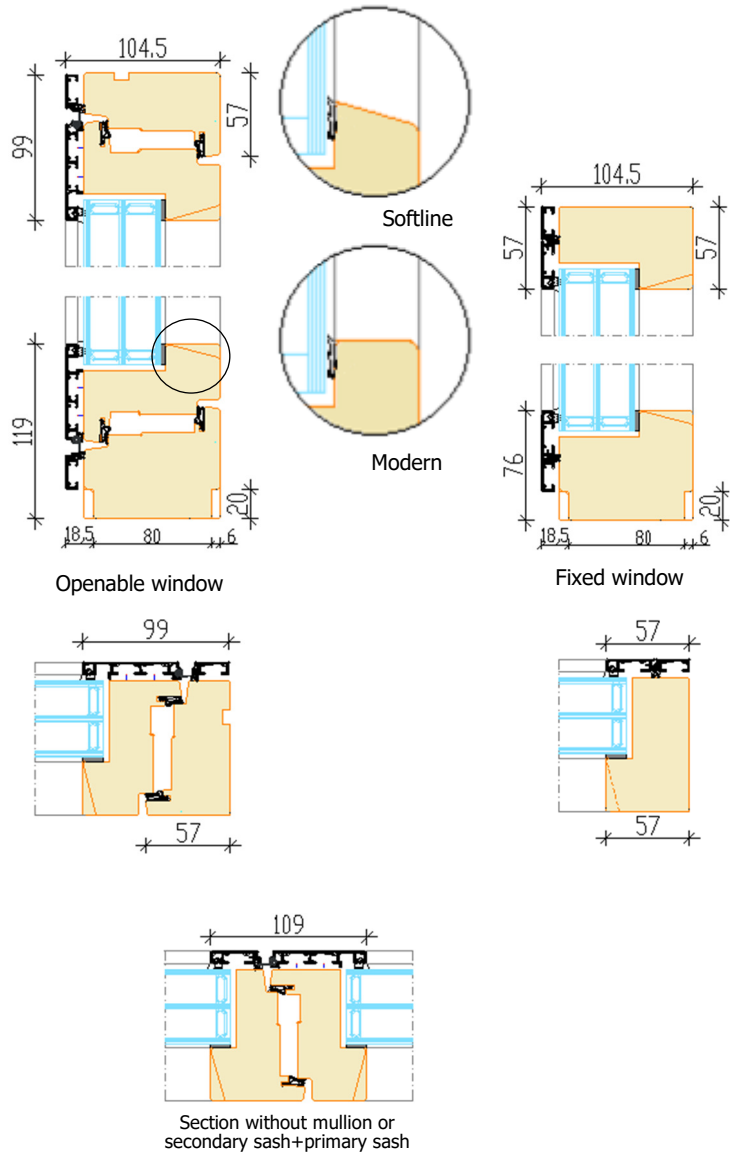 104.5
99
57
Softline
104.5
57
57
119
20
18,5 80 6
Modern
76
20
18,5 80 6
Openable window
Fixed window
99
57
57
57
109
Section without mullion or
secondary sash+primary sash